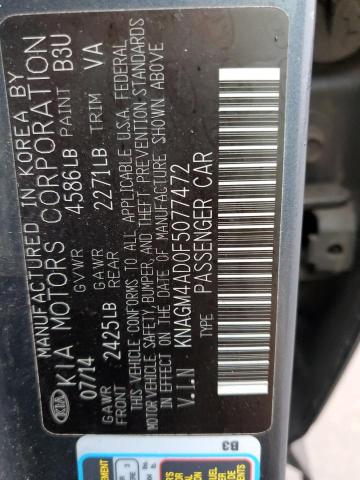 MANUFACTURED IN KOREA BY
KIA KIA MOTORS CORPORATION
07/14 GVWR 4586LB PAINT B3U
GAWR FRONT 2425LB GAWR REAR 2271LB TRIM VA
THIS VEHICLE CONFORMS TO ALL APPLICABLE U.S.A. FEDERAL
MOTOR VEHICLE SAFETY, BUMPER, AND THEFT PREVENTION STANDARDS
IN EFFECT ON THE DATE OF MANUFACTURE SHOWN ABOVE
V.I.N KNAGM4AD0F5077472
TYPE PASSENGER CAR
B3